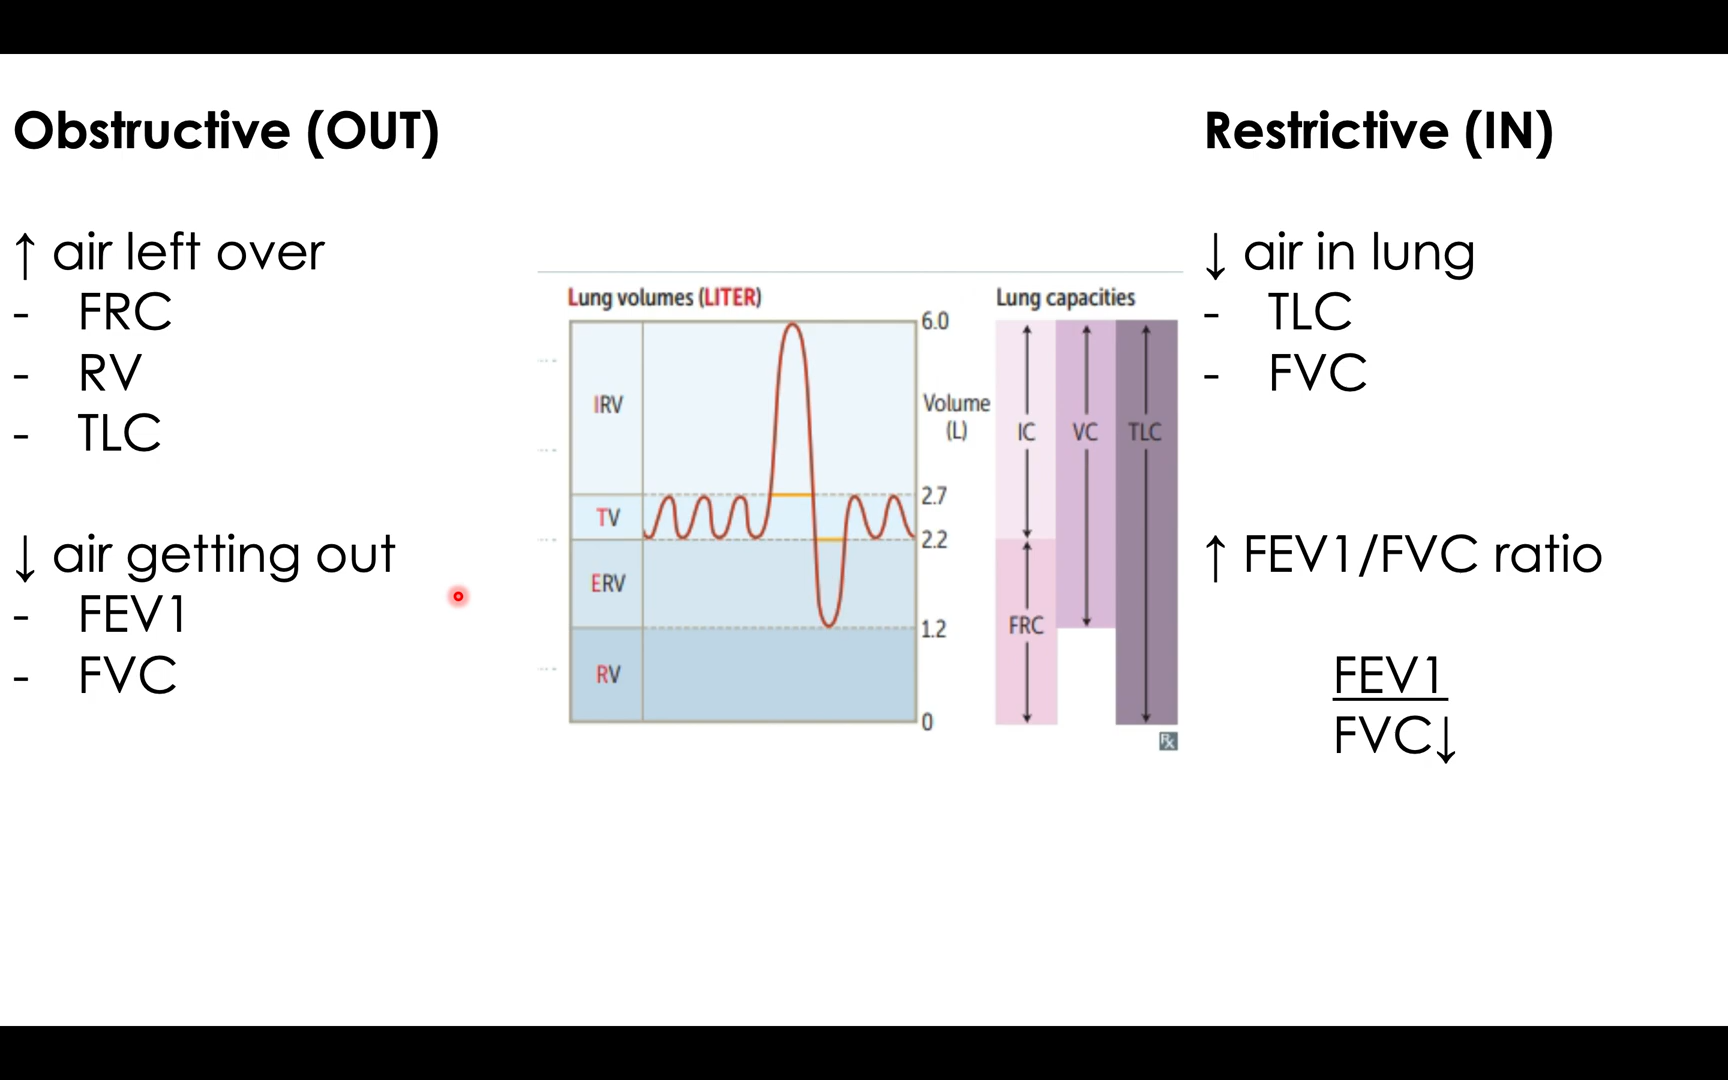 Obstructive (OUT)
↑ air left over
- FRC
- RV
- TLC
↓ air getting out
- FEV1
- FVC
Lung volumes (LITER)
IRV
TV
ERV
RV
6.0
Volume
(L)
2.7
2.2
1.2
0
Lung capacities
IC
VC
TLC
FRC
Rx
Restrictive (IN)
↓ air in lung
- TLC
- FVC
↑ FEV1/FVC ratio
FEV1
FVC↓